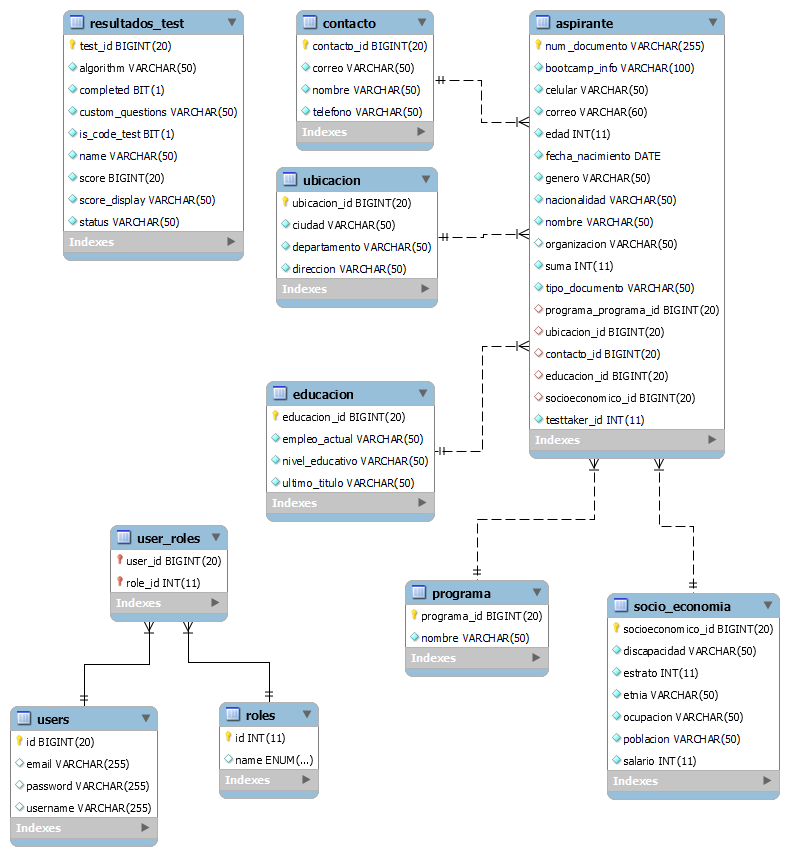 resultados_test
test_id BIGINT(20)
algorithm VARCHAR(50)
completed BIT(1)
custom_questions VARCHAR(50)
is_code_test BIT(1)
name VARCHAR(50)
score BIGINT(20)
score_display VARCHAR(50)
status VARCHAR(50)
Indexes
contacto
contacto_id BIGINT(20)
correo VARCHAR(50)
nombre VARCHAR(50)
telefono VARCHAR(50)
Indexes
aspirante
num_documento VARCHAR(255)
bootcamp_info VARCHAR(100)
celular VARCHAR(50)
correo VARCHAR(60)
edad INT(11)
fecha_nacimiento DATE
genero VARCHAR(50)
nacionalidad VARCHAR(50)
nombre VARCHAR(50)
organizacion VARCHAR(50)
suma INT(11)
tipo_documento VARCHAR(50)
programa_programa_id BIGINT(20)
ubicacion_id BIGINT(20)
contacto_id BIGINT(20)
educacion_id BIGINT(20)
socioeconomico_id BIGINT(20)
testtaker_id INT(11)
Indexes
ubicacion
ubicacion_id BIGINT(20)
ciudad VARCHAR(50)
departamento VARCHAR(50)
direccion VARCHAR(50)
Indexes
educacion
educacion_id BIGINT(20)
empleo_actual VARCHAR(50)
nivel_educativo VARCHAR(50)
ultimo_titulo VARCHAR(50)
Indexes
user_roles
user_id BIGINT(20)
role_id INT(11)
Indexes
programa
programa_id BIGINT(20)
nombre VARCHAR(50)
Indexes
socio_economia
socioeconomico_id BIGINT(20)
discapacidad VARCHAR(50)
estrato INT(11)
etnia VARCHAR(50)
ocupacion VARCHAR(50)
poblacion VARCHAR(50)
salario INT(11)
Indexes
users
id BIGINT(20)
email VARCHAR(255)
password VARCHAR(255)
username VARCHAR(255)
Indexes
roles
id INT(11)
name ENUM(...)
Indexes